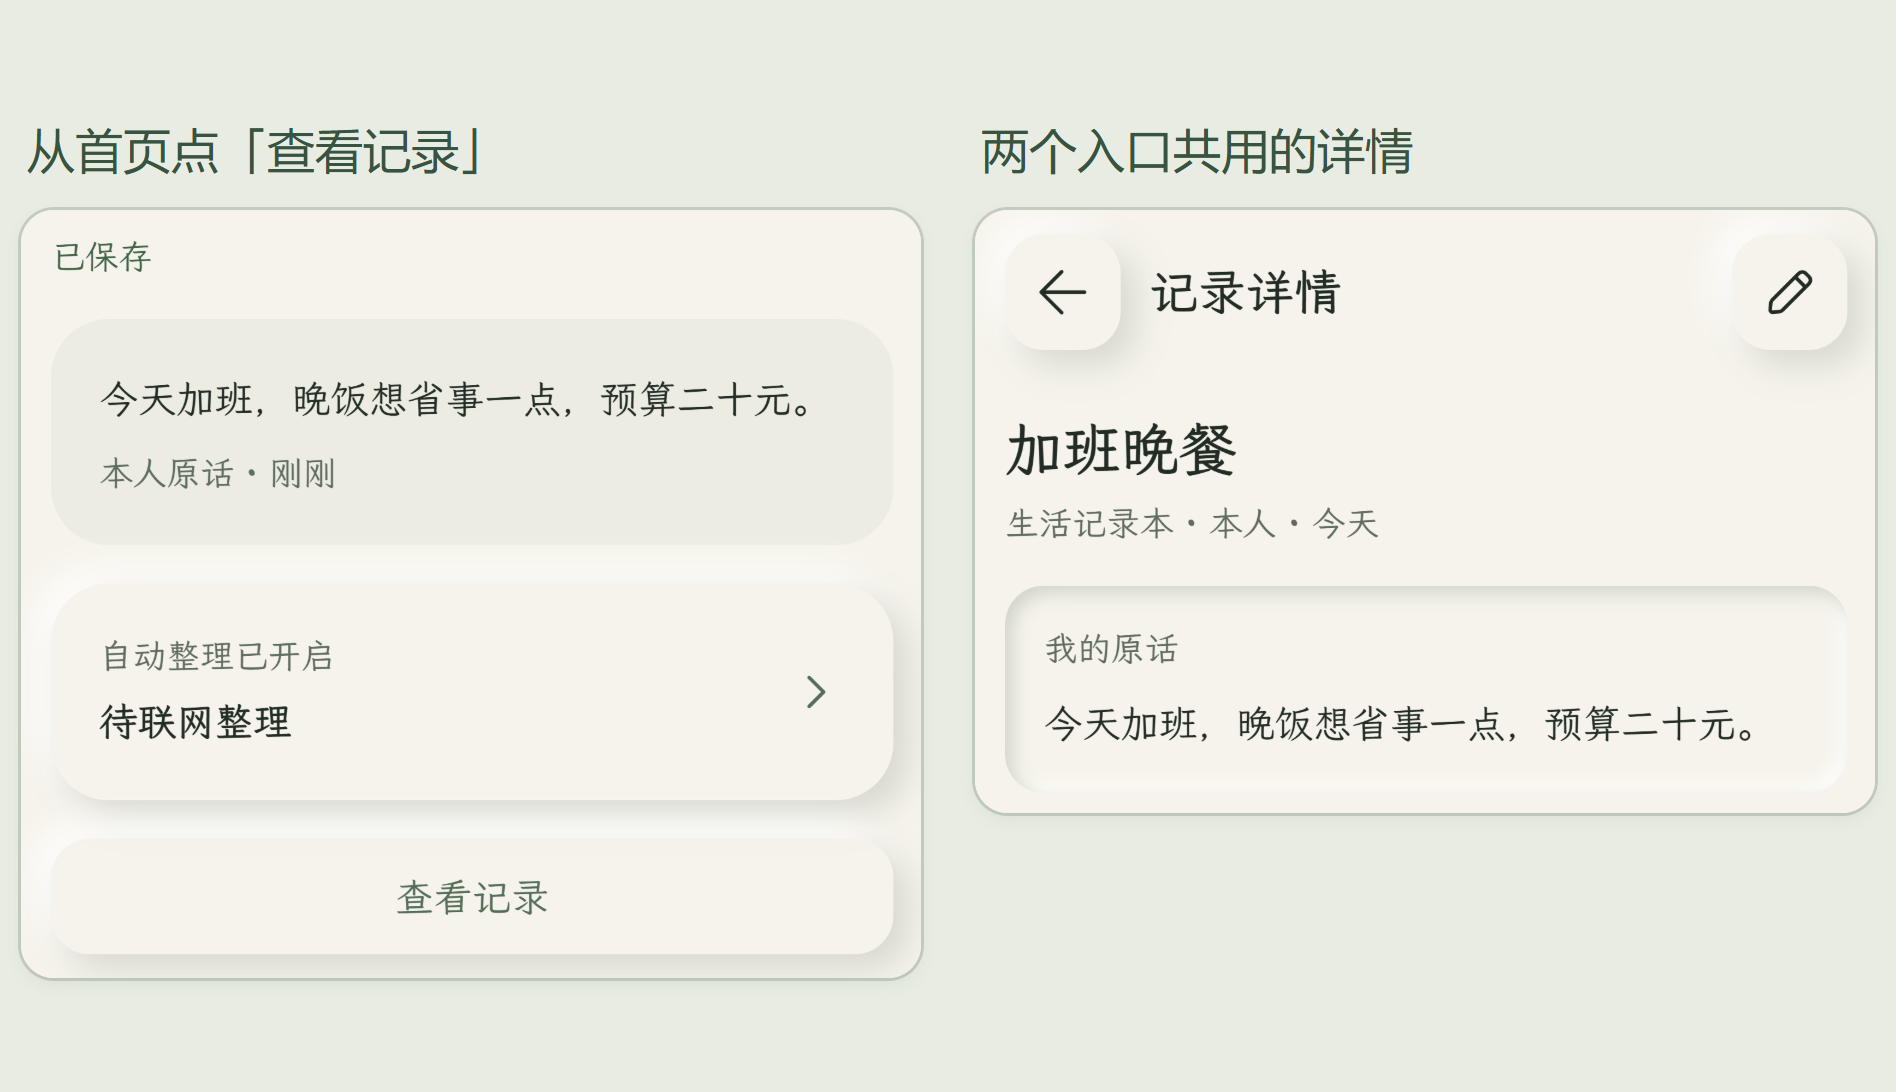 从首页点「查看记录」
已保存
今天加班，晚饭想省事一点，预算二十元。
本人原话・刚刚
自动整理已开启
待联网整理
查看记录
两个入口共用的详情
记录详情
加班晚餐
生活记录本・本人・今天
我的原话
今天加班，晚饭想省事一点，预算二十元。